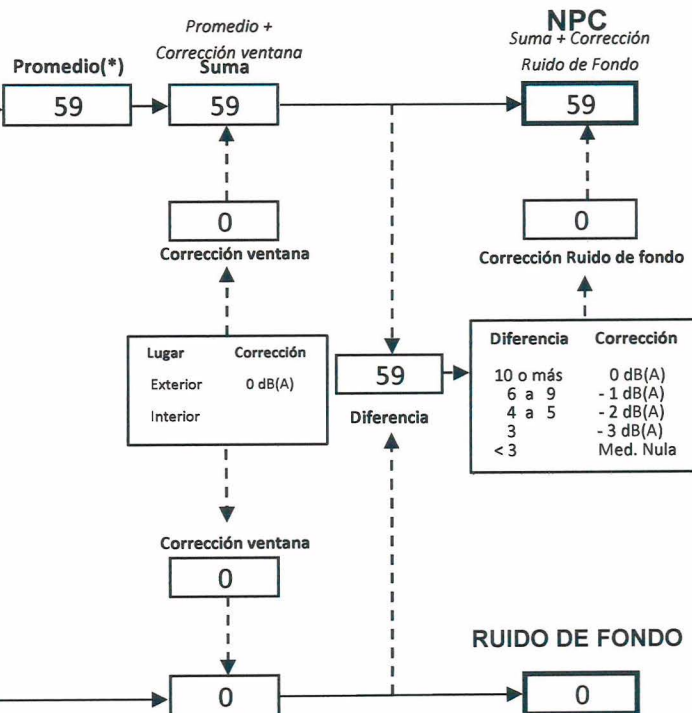 Promedio +
Corrección ventana
NPC
Suma + Corrección
Ruido de Fondo
Promedio(*)
Suma
59
59
59
0
0
Corrección ventana
Corrección Ruido de fondo
Lugar Corrección
Exterior 0 dB(A)
Interior
59
Diferencia
Diferencia Corrección
10 o más 0 dB(A)
6 a 9 - 1 dB(A)
4 a 5 - 2 dB(A)
3 - 3 dB(A)
< 3 Med. Nula
Corrección ventana
0
RUIDO DE FONDO
0
0